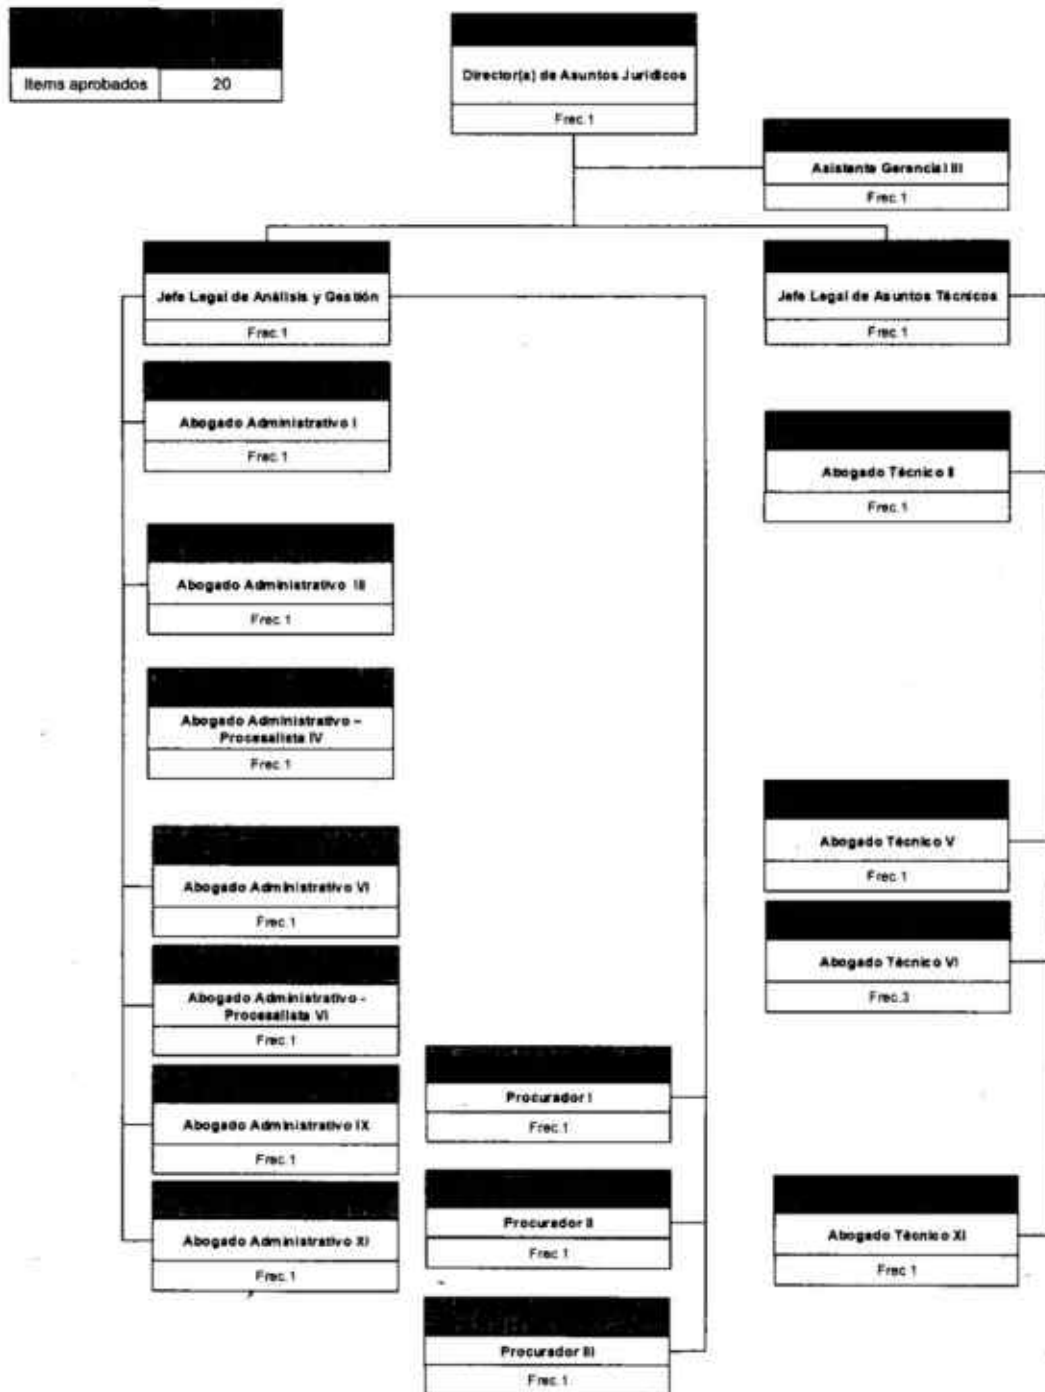 Items aprobados 20
Director(a) de Asuntos Jurídicos
Frec.1
Asistente Gerencial III
Frec.1
Jefe Legal de Análisis y Gestión
Frec.1
Jefe Legal de Asuntos Técnicos
Frec.1
Abogado Administrativo I
Frec.1
Abogado Técnico II
Frec.1
Abogado Administrativo III
Frec.1
Abogado Administrativo –
Procesalista IV
Frec.1
Abogado Técnico V
Frec.1
Abogado Administrativo VI
Frec.1
Abogado Técnico VI
Frec.3
Abogado Administrativo -
Procesalista VI
Frec.1
Procurador I
Frec.1
Abogado Administrativo IX
Frec.1
Procurador II
Frec.1
Abogado Técnico XI
Frec.1
Abogado Administrativo XI
Frec.1
Procurador III
Frec.1